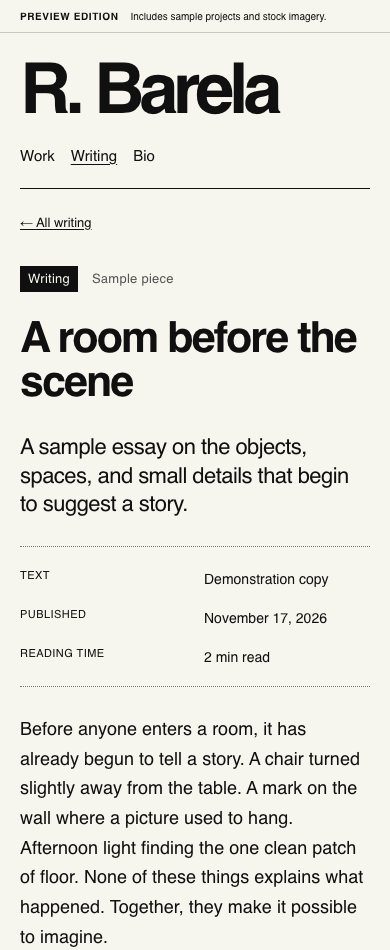 PREVIEW EDITION Includes sample projects and stock imagery.
R. Barela
Work Writing Bio
← All writing
Writing Sample piece
A room before the
scene
A sample essay on the objects,
spaces, and small details that begin
to suggest a story.
TEXT Demonstration copy
PUBLISHED November 17, 2026
READING TIME 2 min read
Before anyone enters a room, it has
already begun to tell a story. A chair turned
slightly away from the table. A mark on the
wall where a picture used to hang.
Afternoon light finding the one clean patch
of floor. None of these things explains what
happened. Together, they make it possible
to imagine.